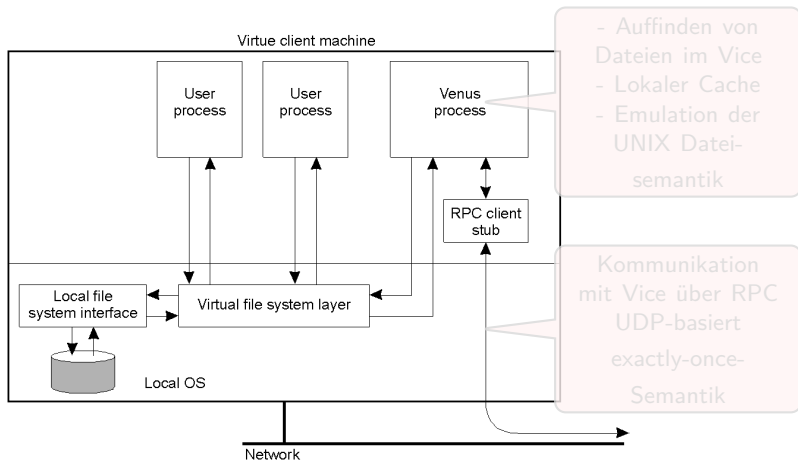 Virtue client machine
User
process
User
process
Venus
process
RPC client
stub
Local file
system interface
Virtual file system layer
Local OS
Network
- Auffinden von
Dateien im Vice
- Lokaler Cache
- Emulation der
UNIX Datei-
semantik
Kommunikation
mit Vice über RPC
UDP-basiert
exactly-once-
Semantik